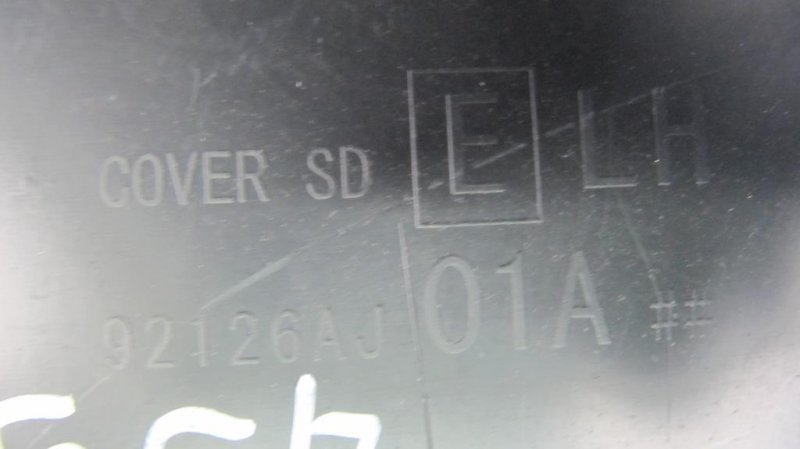 COVER SD E LH
92126AJ 01A ##